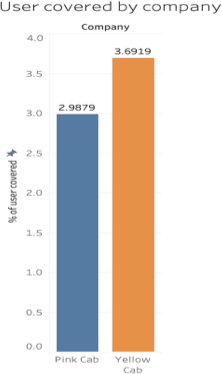 User covered by company
Company
4.0
3.6919
3.5
3.0
2.9879
2.5
2.0
1.5
1.0
0.5
0.0
% of user covered
Pink Cab
Yellow
Cab